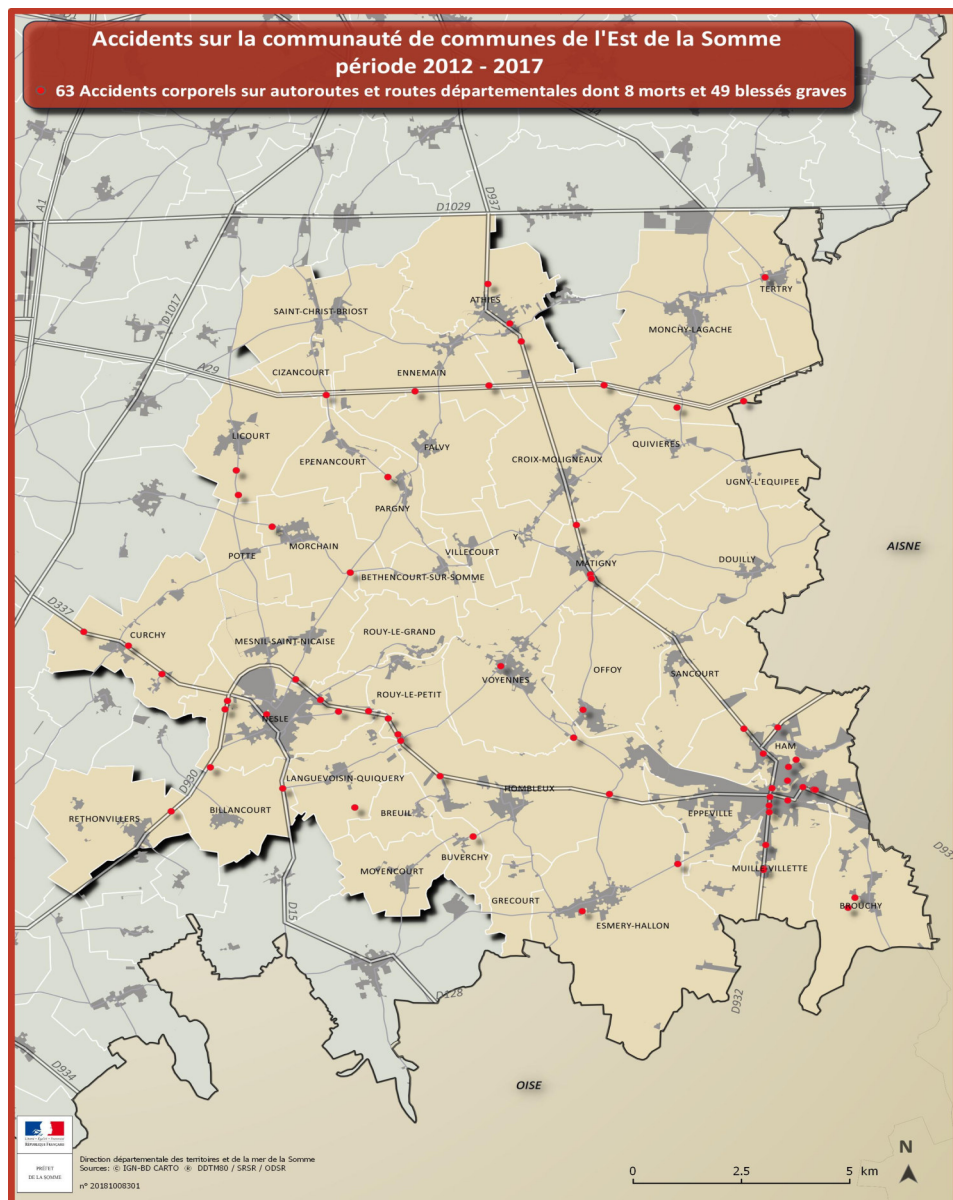 Accidents sur la communauté de communes de l'Est de la Somme
période 2012 - 2017
63 Accidents corporels sur autoroutes et routes départementales dont 8 morts et 49 blessés graves
A1
D937
D1029
D1017
TERTRY
ATHIES
SAINT-CHRIST-BRIOST
MONCHY-LAGACHE
A29
CIZANCOURT
ENNEMAIN
LICOURT
QUIVIERES
FALVY
EPENANCOURT
CROIX-MOLIGNEAUX
UGNY-L'EQUIPEE
PARGNY
Y
MORCHAIN
AISNE
VILLECOURT
POTTE
DOUILLY
MATIGNY
BETHENCOURT-SUR-SOMME
D337
CURCHY
ROUY-LE-GRAND
MESNIL-SAINT-NICAISE
OFFOY
SANCOURT
VOYENNES
ROUY-LE-PETIT
NESLE
HAM
LANGUEVOISIN-QUIQUERY
D930
HOMBLEUX
BILLANCOURT
BREUIL
EPPEVILLE
RETHONVILLERS
BUVERCHY
MUILLE-VILLETTE
MOYENCOURT
GRECOURT
BROUCHY
D15
ESMERY-HALLON
D128
D932
D934
OISE
Liberté • Égalité • Fraternité
RÉPUBLIQUE FRANÇAISE
PRÉFET
DE LA SOMME
Direction départementale des territoires et de la mer de la Somme
Sources: © IGN-BD CARTO ® DDTM80 / SRSR / ODSR
n° 20181008301
N
0 2.5 5 km